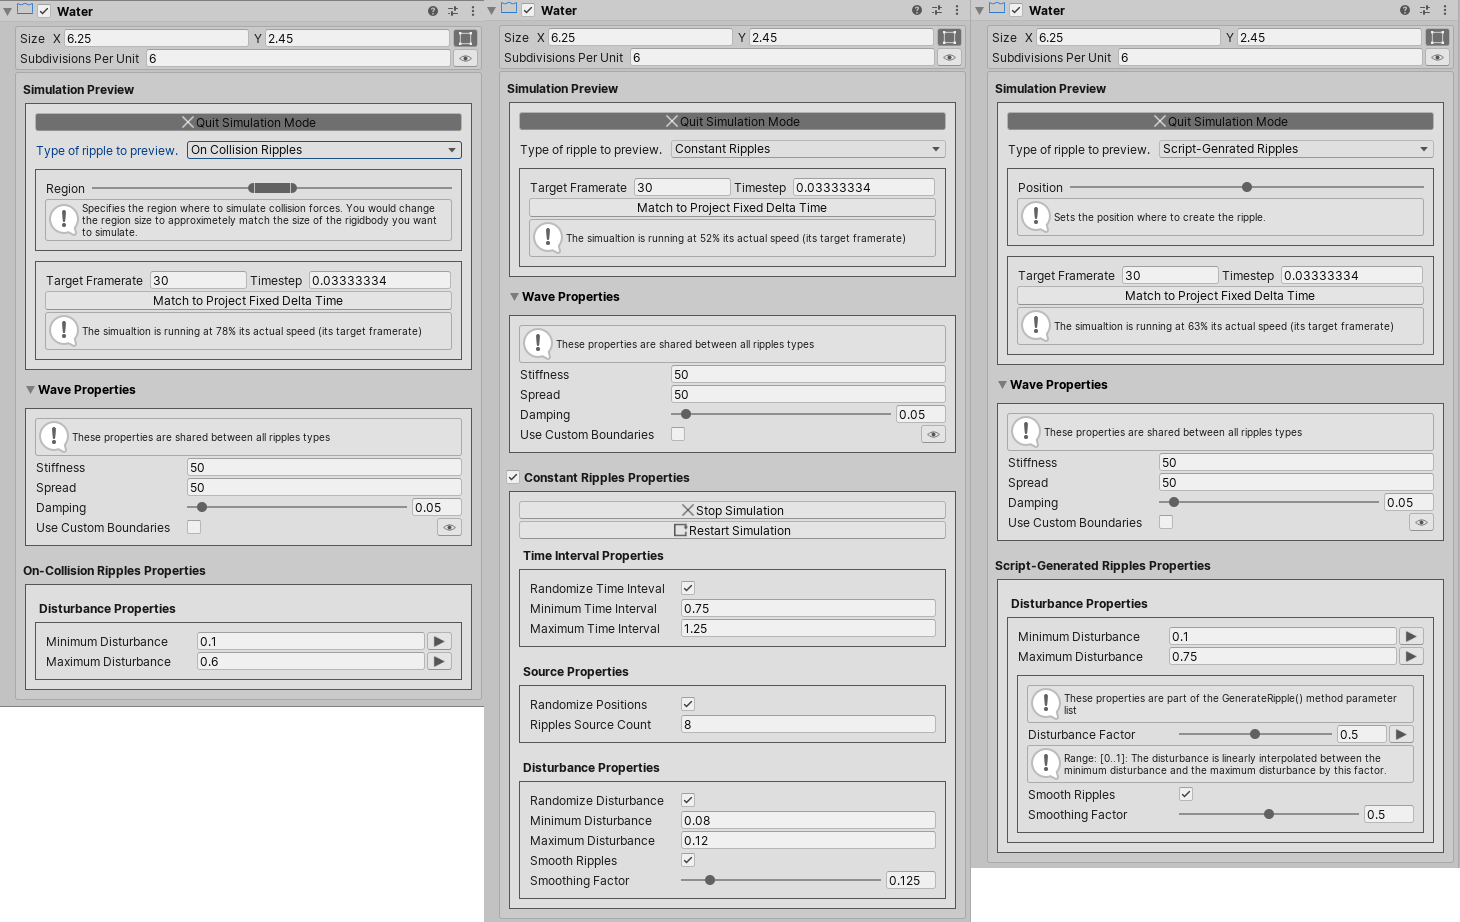 Water
Size X 6.25 Y 2.45
Subdivisions Per Unit 6
Simulation Preview
Quit Simulation Mode
Type of ripple to preview. On Collision Ripples
Region
Specifies the region where to simulate collision forces. You would change
the region size to approximetely match the size of the rigidbody you want
to simulate.
Target Framerate 30 Timestep 0.03333334
Match to Project Fixed Delta Time
The simualtion is running at 78% its actual speed (its target framerate)
Wave Properties
These properties are shared between all ripples types
Stiffness 50
Spread 50
Damping 0.05
Use Custom Boundaries
On-Collision Ripples Properties
Disturbance Properties
Minimum Disturbance 0.1
Maximum Disturbance 0.6
Water
Size X 6.25 Y 2.45
Subdivisions Per Unit 6
Simulation Preview
Quit Simulation Mode
Type of ripple to preview. Constant Ripples
Target Framerate 30 Timestep 0.03333334
Match to Project Fixed Delta Time
The simualtion is running at 52% its actual speed (its target framerate)
Wave Properties
These properties are shared between all ripples types
Stiffness 50
Spread 50
Damping 0.05
Use Custom Boundaries
Constant Ripples Properties
Stop Simulation
Restart Simulation
Time Interval Properties
Randomize Time Inteval
Minimum Time Interval 0.75
Maximum Time Interval 1.25
Source Properties
Randomize Positions
Ripples Source Count 8
Disturbance Properties
Randomize Disturbance
Minimum Disturbance 0.08
Maximum Disturbance 0.12
Smooth Ripples
Smoothing Factor 0.125
Water
Size X 6.25 Y 2.45
Subdivisions Per Unit 6
Simulation Preview
Quit Simulation Mode
Type of ripple to preview. Script-Genrated Ripples
Position
Sets the position where to create the ripple.
Target Framerate 30 Timestep 0.03333334
Match to Project Fixed Delta Time
The simualtion is running at 63% its actual speed (its target framerate)
Wave Properties
These properties are shared between all ripples types
Stiffness 50
Spread 50
Damping 0.05
Use Custom Boundaries
Script-Generated Ripples Properties
Disturbance Properties
Minimum Disturbance 0.1
Maximum Disturbance 0.75
These properties are part of the GenerateRipple() method parameter
list
Disturbance Factor 0.5
Range: [0..1]: The disturbance is linearly interpolated between the
minimum disturbance and the maximum disturbance by this factor.
Smooth Ripples
Smoothing Factor 0.5